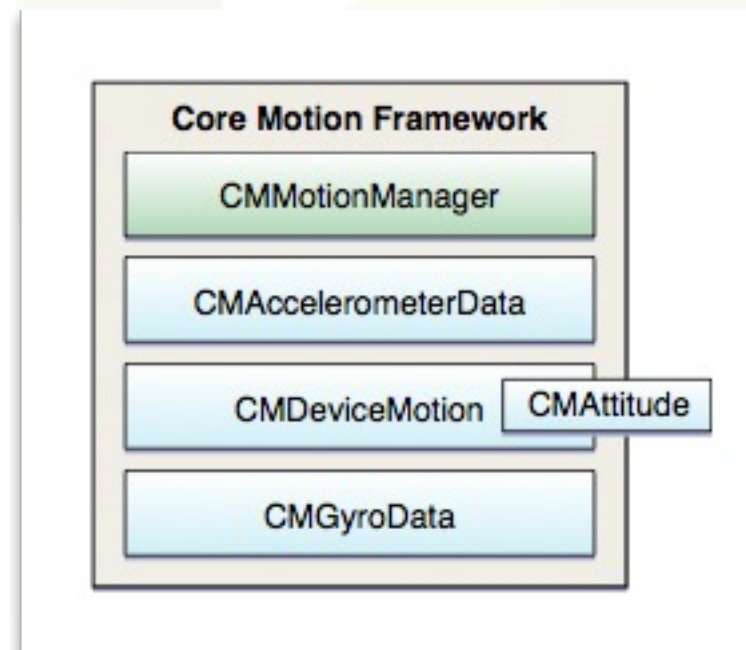 Core Motion Framework
CMMotionManager
CMAccelerometerData
CMDeviceMotion
CMAttitude
CMGyroData